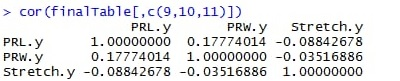 > cor(finalTable[,c(9,10,11)])
PRL.y PRW.y Stretch.y
PRL.y 1.00000000 0.17774014 -0.08842678
PRW.y 0.17774014 1.00000000 -0.03516886
Stretch.y -0.08842678 -0.03516886 1.00000000